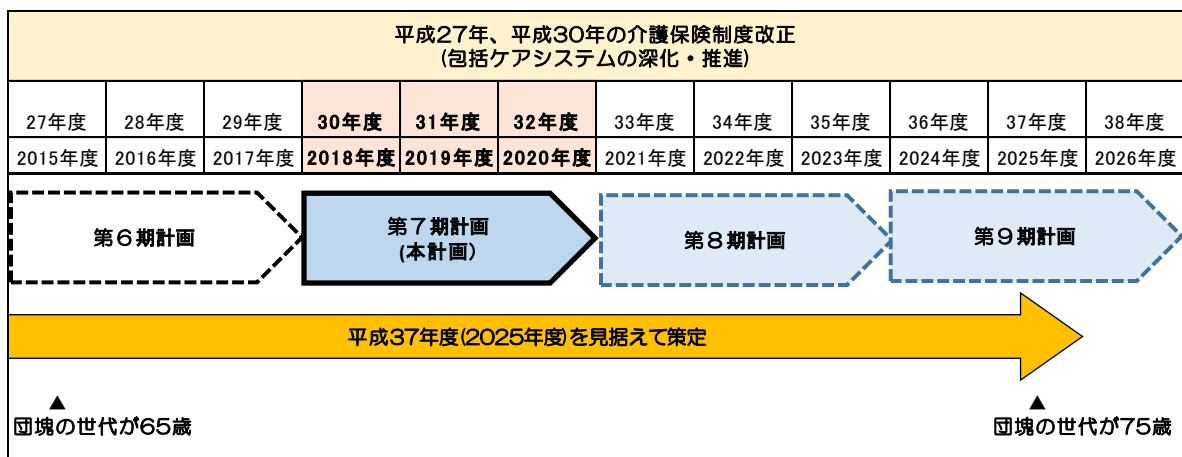 平成27年、平成30年の介護保険制度改正
(包括ケアシステムの深化・推進)
27年度 28年度 29年度 30年度 31年度 32年度 33年度 34年度 35年度 36年度 37年度 38年度
2015年度 2016年度 2017年度 2018年度 2019年度 2020年度 2021年度 2022年度 2023年度 2024年度 2025年度 2026年度
第6期計画
第7期計画
(本計画)
第8期計画
第9期計画
平成37年度(2025年度)を見据えて策定
▲
団塊の世代が65歳
▲
団塊の世代が75歳